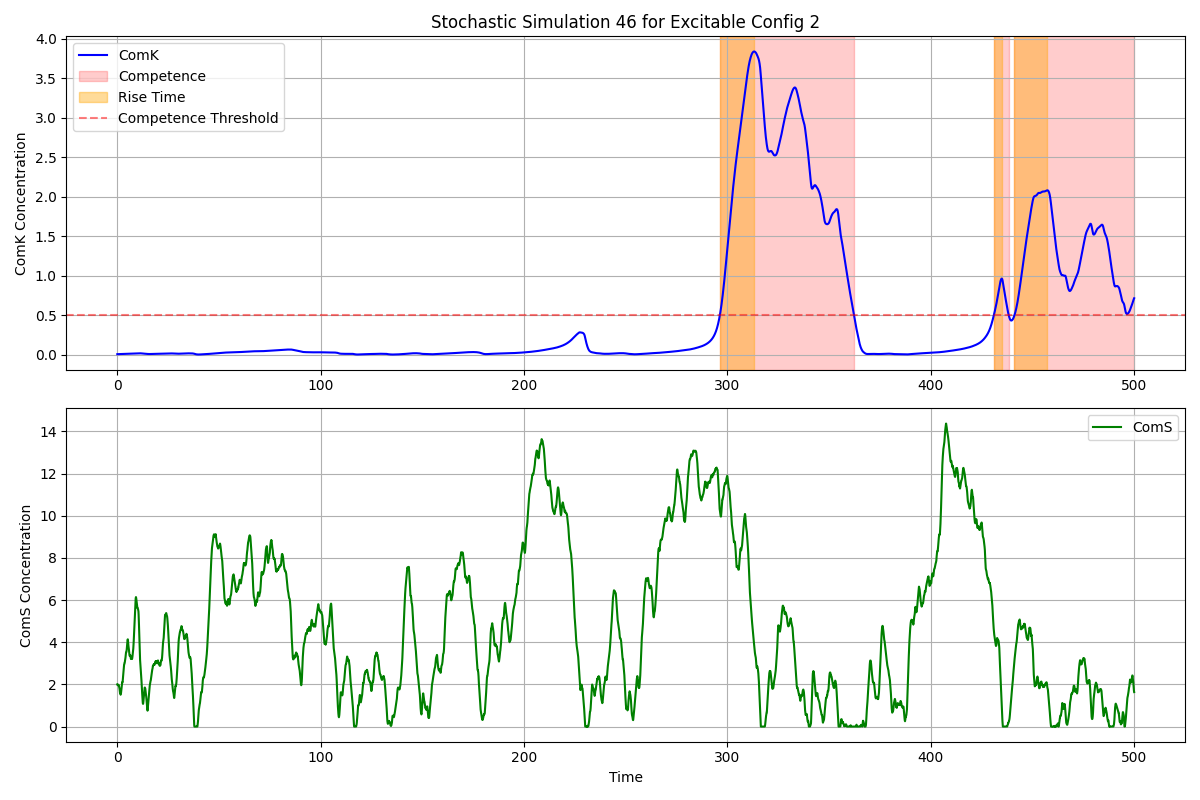 Stochastic Simulation 46 for Excitable Config 2
ComK Concentration
4.0
3.5
3.0
2.5
2.0
1.5
1.0
0.5
0.0
ComK
Competence
Rise Time
Competence Threshold
0 100 200 300 400 500
ComS Concentration
14
12
10
8
6
4
2
0
ComS
0 100 200 300 400 500
Time